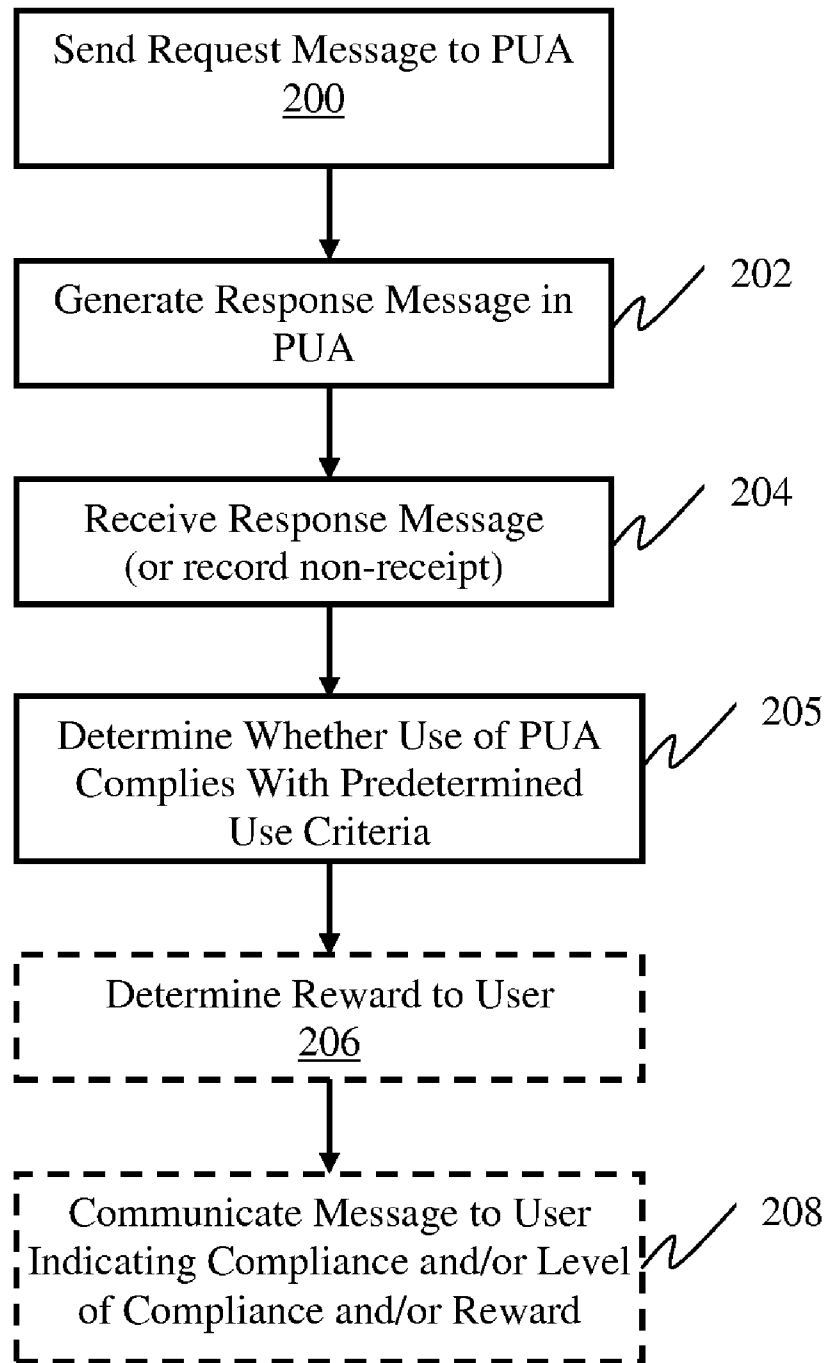 Send Request Message to PUA
200
Generate Response Message in
PUA
202
Receive Response Message
(or record non-receipt)
204
Determine Whether Use of PUA
Complies With Predetermined
Use Criteria
205
Determine Reward to User
206
Communicate Message to User
Indicating Compliance and/or Level
of Compliance and/or Reward
208